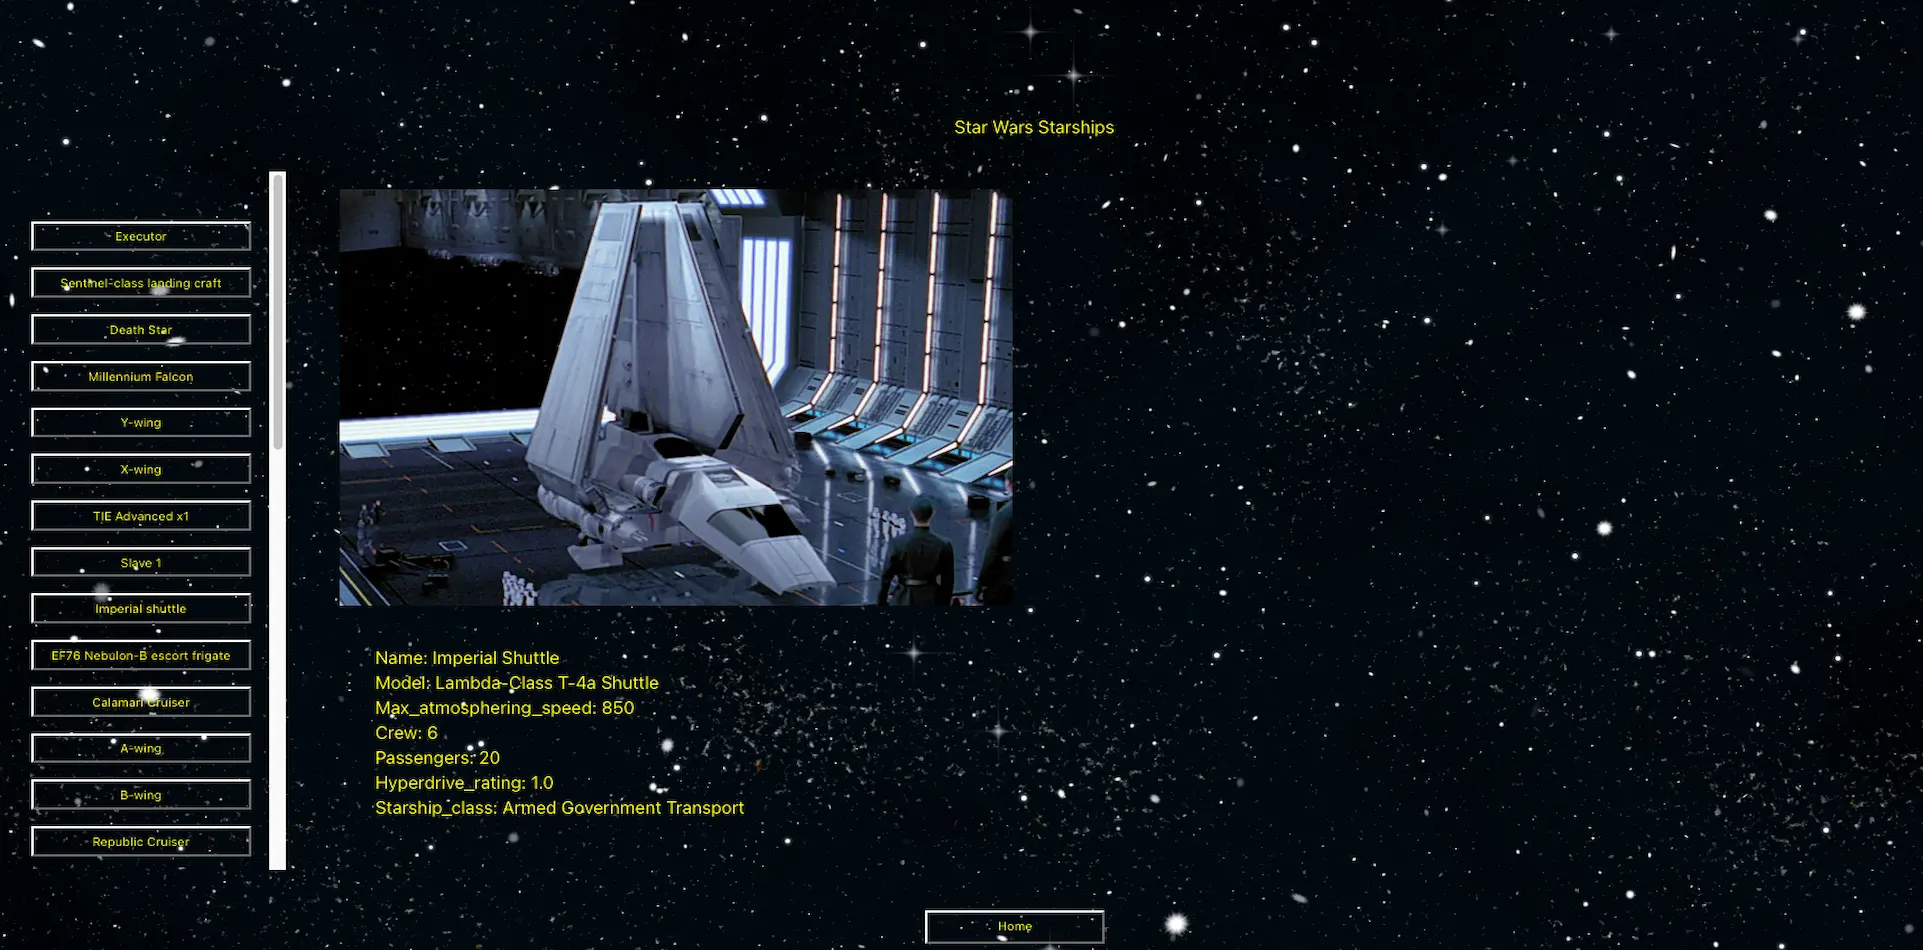 Star Wars Starships
Executor
Sentinel-class landing craft
Death Star
Millennium Falcon
Y-wing
X-wing
TIE Advanced x1
Slave 1
Imperial shuttle
EF76 Nebulon-B escort frigate
Calamari Cruiser
A-wing
B-wing
Republic Cruiser
Name: Imperial Shuttle
Model: Lambda-Class T-4a Shuttle
Max_atmosphering_speed: 850
Crew: 6
Passengers: 20
Hyperdrive_rating: 1.0
Starship_class: Armed Government Transport
Home